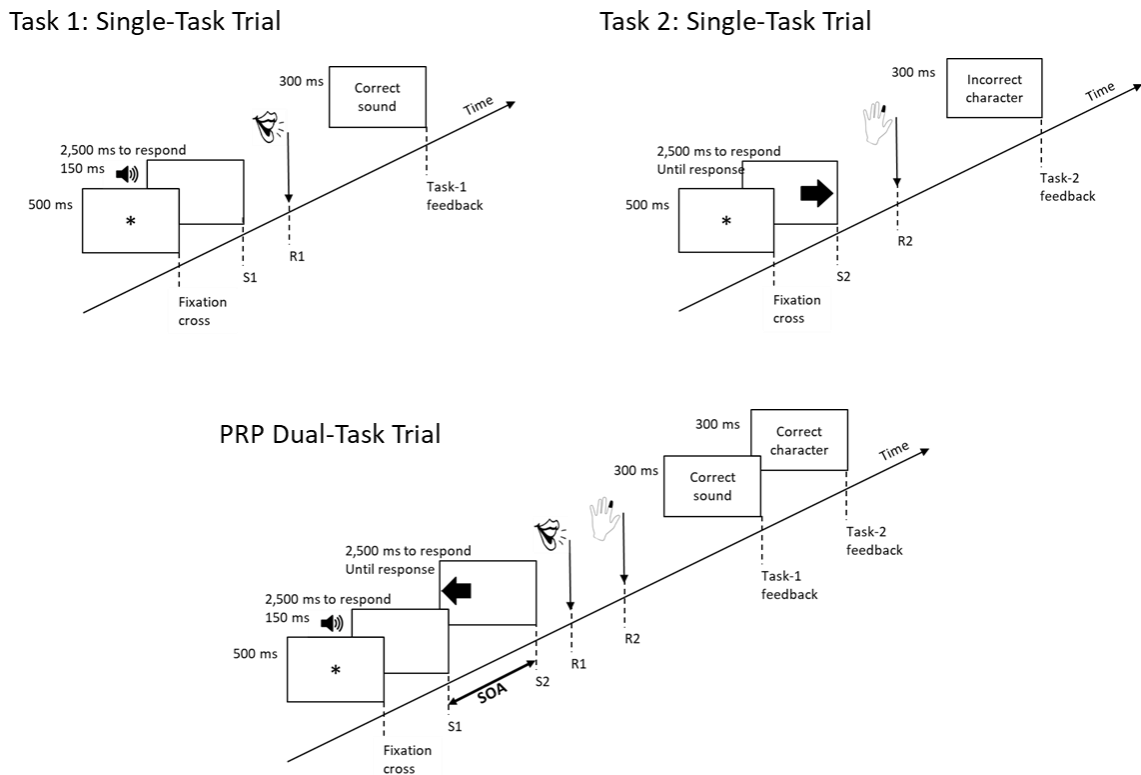 Task 1: Single-Task Trial
300 ms
Correct
sound
Time
2,500 ms to respond
150 ms
500 ms
*
Task-1
feedback
R1
S1
Fixation
cross
Task 2: Single-Task Trial
300 ms
Incorrect
character
Time
2,500 ms to respond
Until response
500 ms
*
Task-2
feedback
R2
S2
Fixation
cross
PRP Dual-Task Trial
300 ms
Correct
character
Time
300 ms
Correct
sound
Task-2
feedback
2,500 ms to respond
Until response
Task-1
feedback
2,500 ms to respond
150 ms
500 ms
*
R2
R1
S2
SOA
S1
Fixation
cross